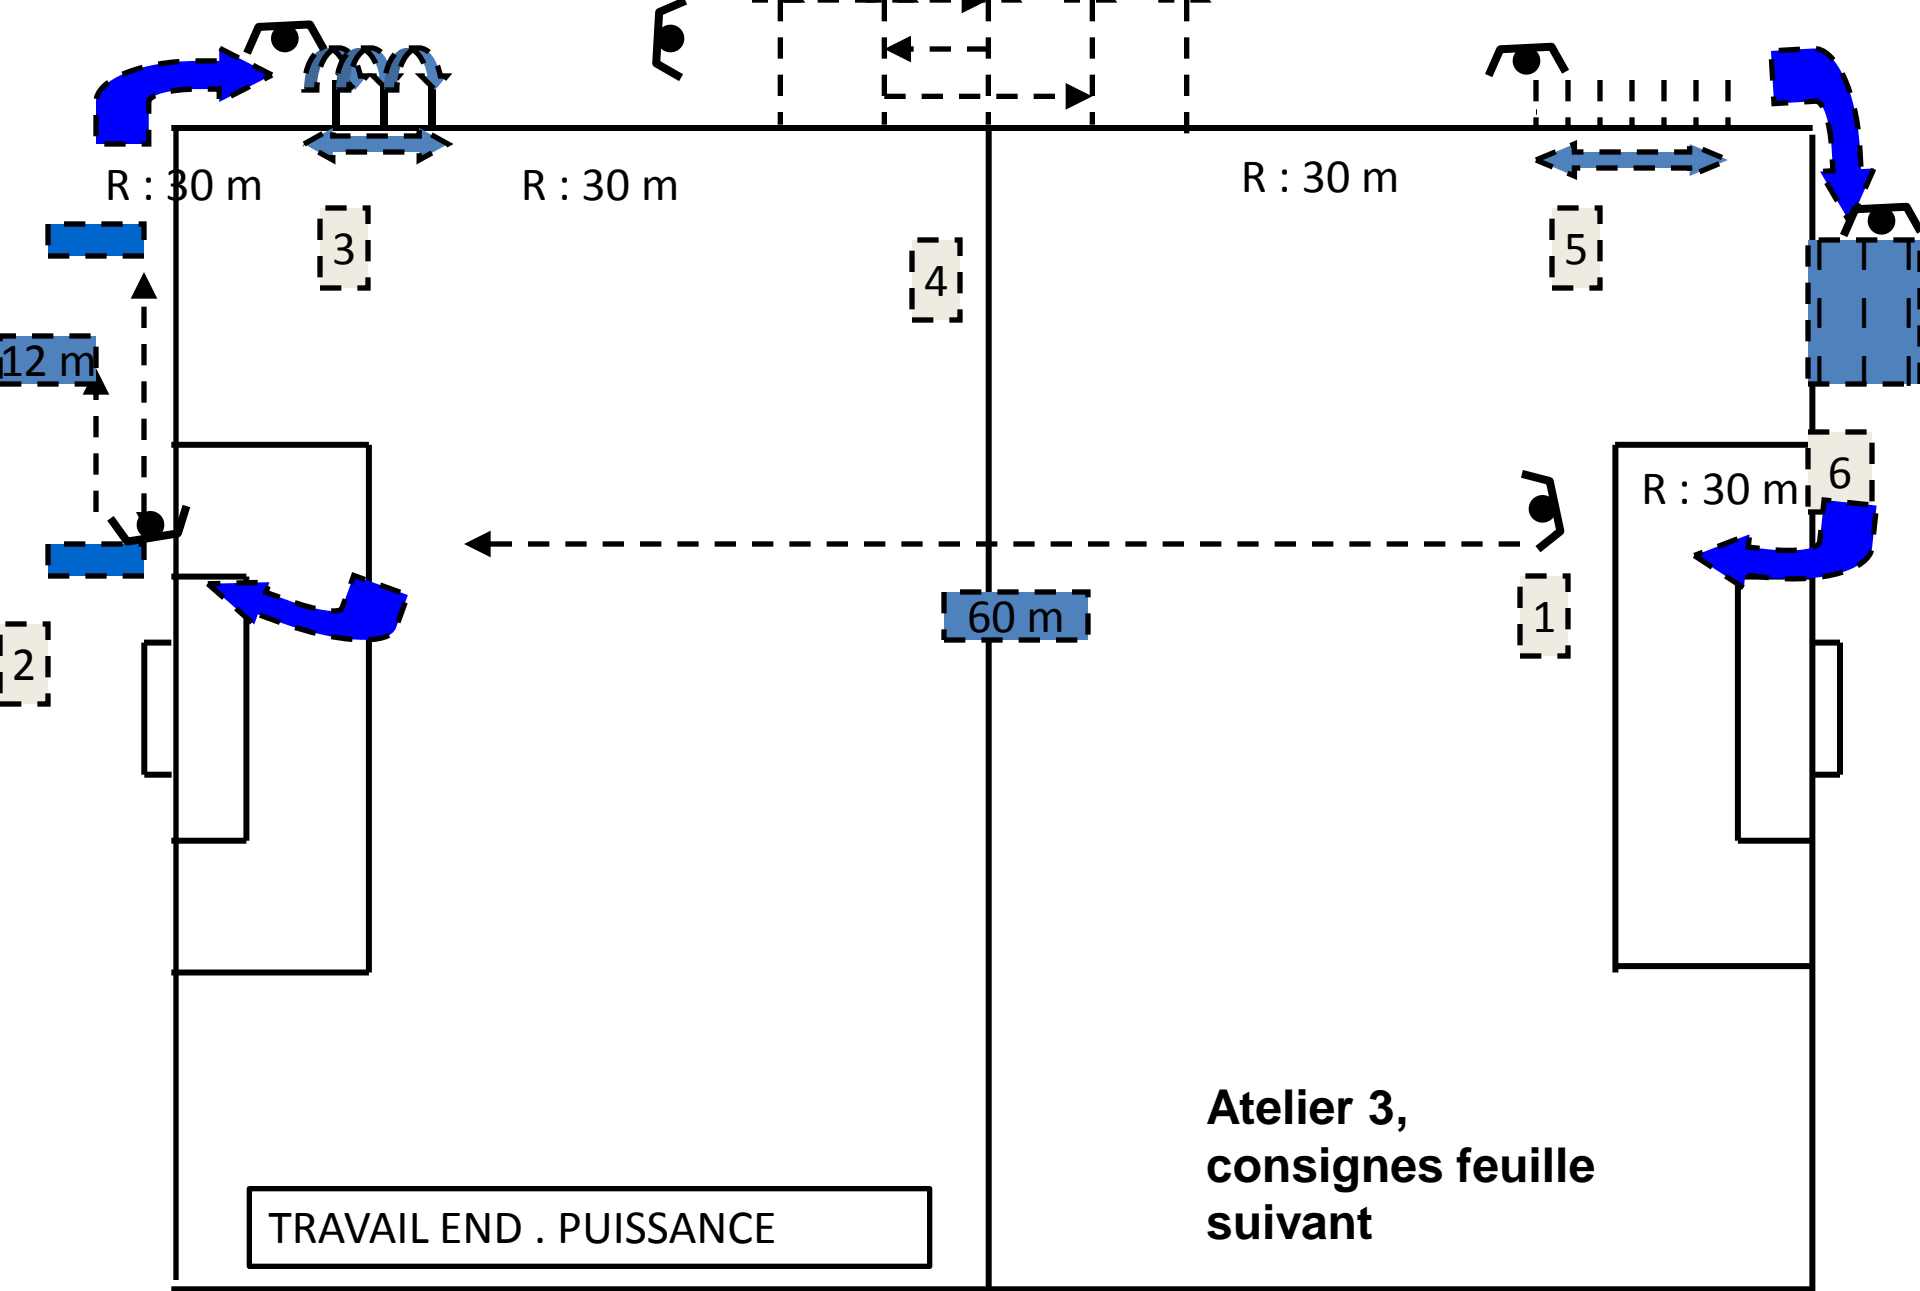 R : 30 m
R : 30 m
R : 30 m
3
4
5
12 m
R : 30 m
6
60 m
1
2
Atelier 3,
consignes feuille
suivant
TRAVAIL END . PUISSANCE